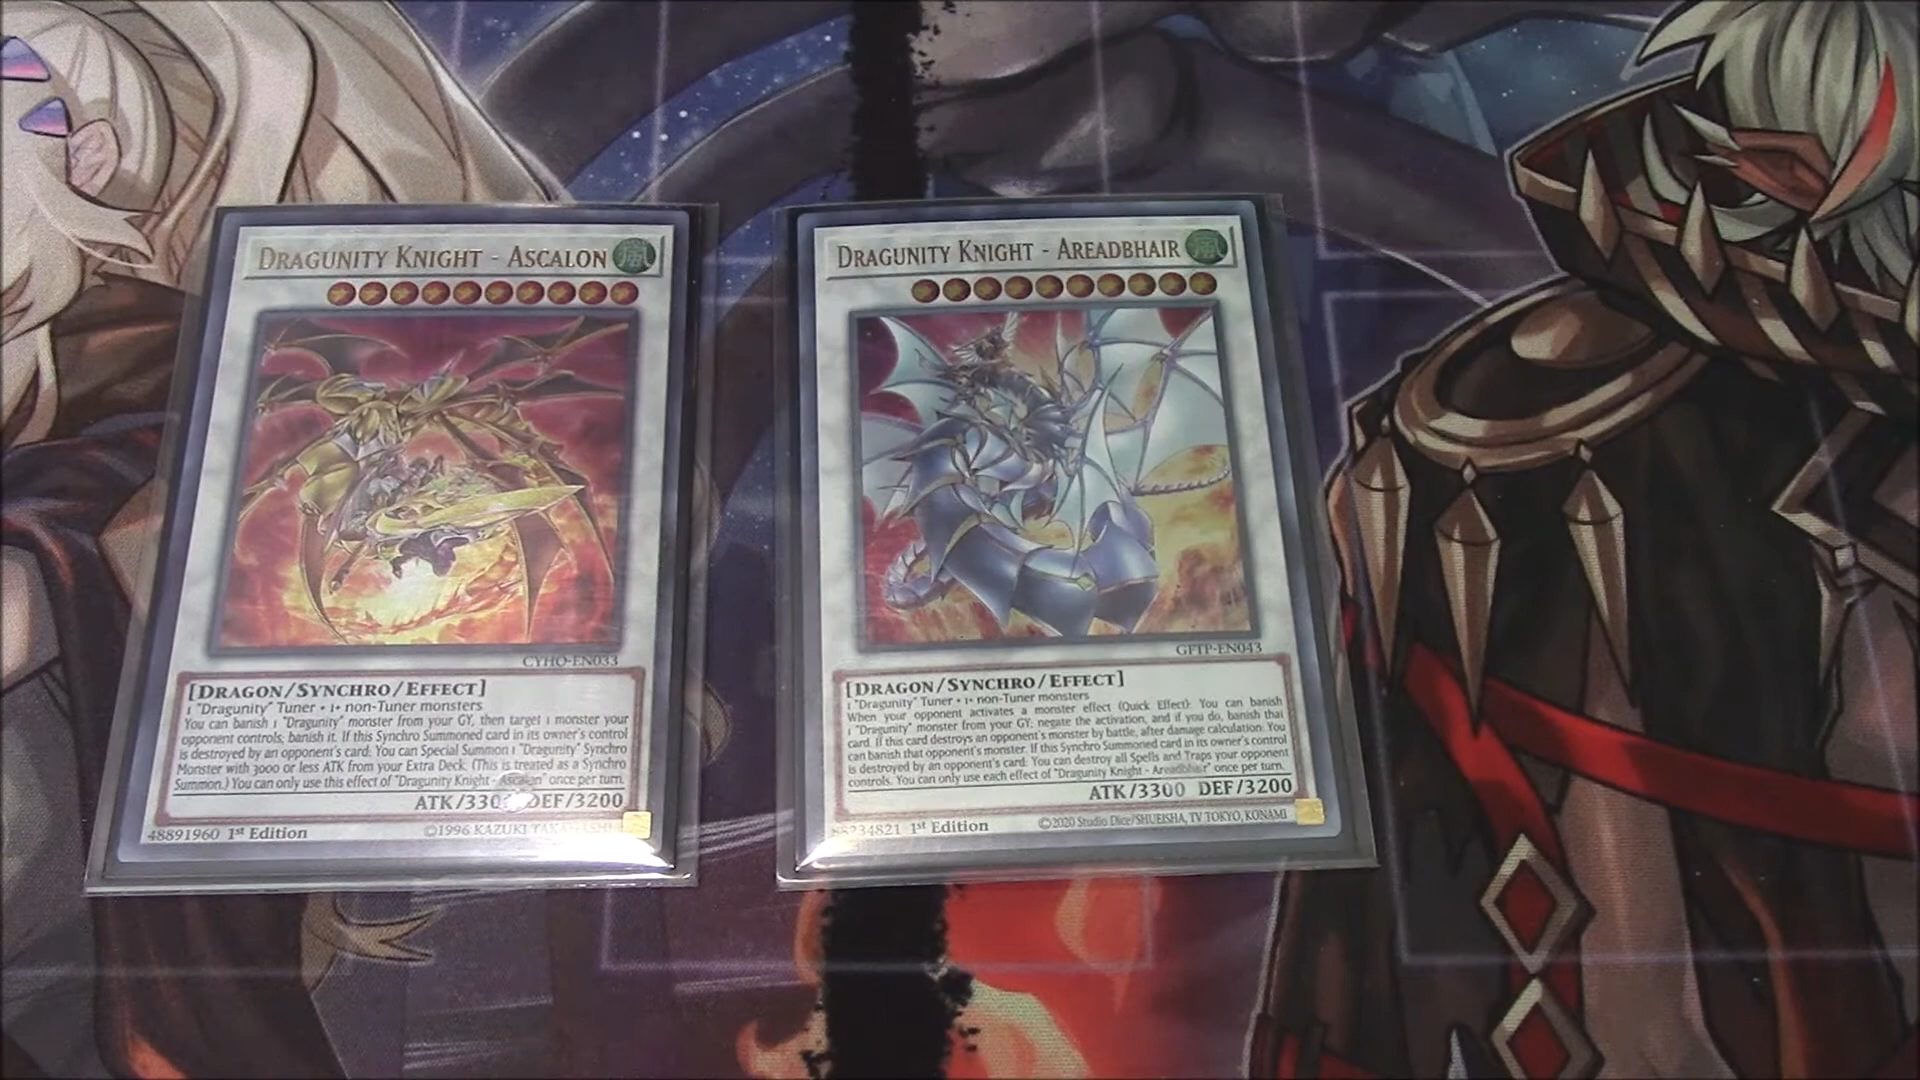 DRAGUNITY KNIGHT - ASCALON
風
CYHO-EN033
[DRAGON/SYNCHRO/EFFECT]
1 "Dragunity" Tuner + 1+ non-Tuner monsters
You can banish 1 "Dragunity" monster from your GY, then target 1 monster your
opponent controls; banish it. If this Synchro Summoned card in its owner's control
is destroyed by an opponent's card: You can Special Summon 1 "Dragunity" Synchro
Monster with 3000 or less ATK from your Extra Deck. (This is treated as a Synchro
Summon.) You can only use this effect of "Dragunity Knight - Ascalon" once per turn.
ATK/330 DEF/3200
48891960 1st Edition
©1996 KAZUKI TAKAHASHI
DRAGUNITY KNIGHT - AREADBHAIR
風
GFTP-EN043
[DRAGON/SYNCHRO/EFFECT]
1 "Dragunity" Tuner + 1+ non-Tuner monsters
When your opponent activates a monster effect (Quick Effect): You can banish
1 "Dragunity" monster from your GY; negate the activation, and if you do, banish that
card. If this card destroys an opponent's monster by battle, after damage calculation: You
can banish that opponent's monster. If this Synchro Summoned card in its owner's control
is destroyed by an opponent's card: You can destroy all Spells and Traps your opponent
controls. You can only use each effect of "Dragunity Knight - Areadbhair" once per turn.
ATK/3300 DEF/3200
88234821 1st Edition
©2020 Studio Dice/SHUEISHA, TV TOKYO, KONAMI